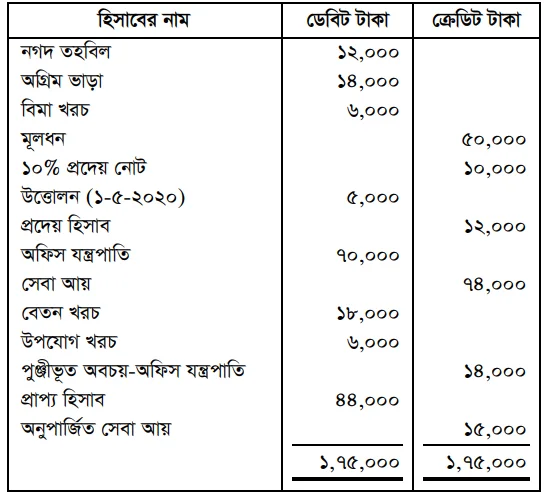 হিসাবের নাম ডেবিট টাকা ক্রেডিট টাকা
নগদ তহবিল ১২,০০০
অগ্রিম ভাড়া ১৪,০০০
বিমা খরচ ৬,০০০
মূলধন ৫০,০০০
১০% প্রদেয় নোট ১০,০০০
উত্তোলন (১-৫-২০২০) ৫,০০০
প্রদেয় হিসাব ১২,০০০
অফিস যন্ত্রপাতি ৭০,০০০
সেবা আয় ৭৪,০০০
বেতন খরচ ১৮,০০০
উপযোগ খরচ ৬,০০০
পুঞ্জীভূত অবচয়-অফিস যন্ত্রপাতি ১৪,০০০
প্রাপ্য হিসাব ৪৪,০০০
অনুপার্জিত সেবা আয় ১৫,০০০
১,৭৫,০০০ ১,৭৫,০০০